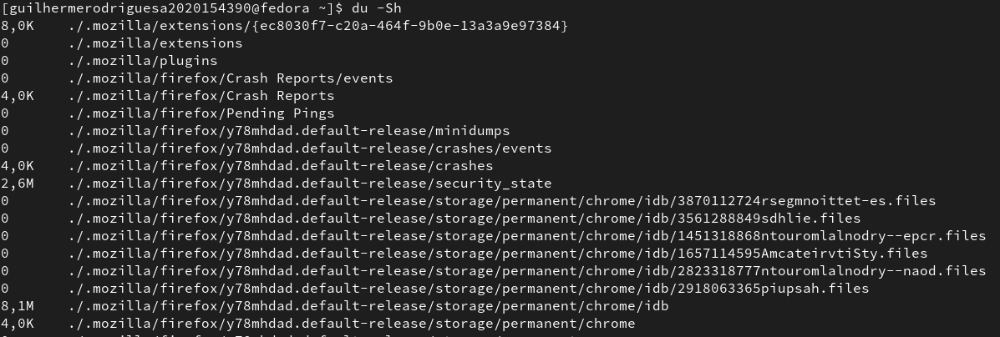 [guilhermerodriguesa2020154390@fedora ~]$ du -Sh
8,0K	./.mozilla/extensions/{ec8030f7-c20a-464f-9b0e-13a3a9e97384}
0	./.mozilla/extensions
0	./.mozilla/plugins
0	./.mozilla/firefox/Crash Reports/events
4,0K	./.mozilla/firefox/Crash Reports
0	./.mozilla/firefox/Pending Pings
0	./.mozilla/firefox/y78mhdad.default-release/minidumps
0	./.mozilla/firefox/y78mhdad.default-release/crashes/events
4,0K	./.mozilla/firefox/y78mhdad.default-release/crashes
2,6M	./.mozilla/firefox/y78mhdad.default-release/security_state
0	./.mozilla/firefox/y78mhdad.default-release/storage/permanent/chrome/idb/3870112724rsegmnoittet-es.files
0	./.mozilla/firefox/y78mhdad.default-release/storage/permanent/chrome/idb/3561288849sdhlie.files
0	./.mozilla/firefox/y78mhdad.default-release/storage/permanent/chrome/idb/1451318868ntouromlalnodry--epcr.files
0	./.mozilla/firefox/y78mhdad.default-release/storage/permanent/chrome/idb/1657114595AmcateirvtiSty.files
0	./.mozilla/firefox/y78mhdad.default-release/storage/permanent/chrome/idb/2823318777ntouromlalnodry--naod.files
0	./.mozilla/firefox/y78mhdad.default-release/storage/permanent/chrome/idb/2918063365piupsah.files
8,1M	./.mozilla/firefox/y78mhdad.default-release/storage/permanent/chrome/idb
4,0K	./.mozilla/firefox/y78mhdad.default-release/storage/permanent/chrome